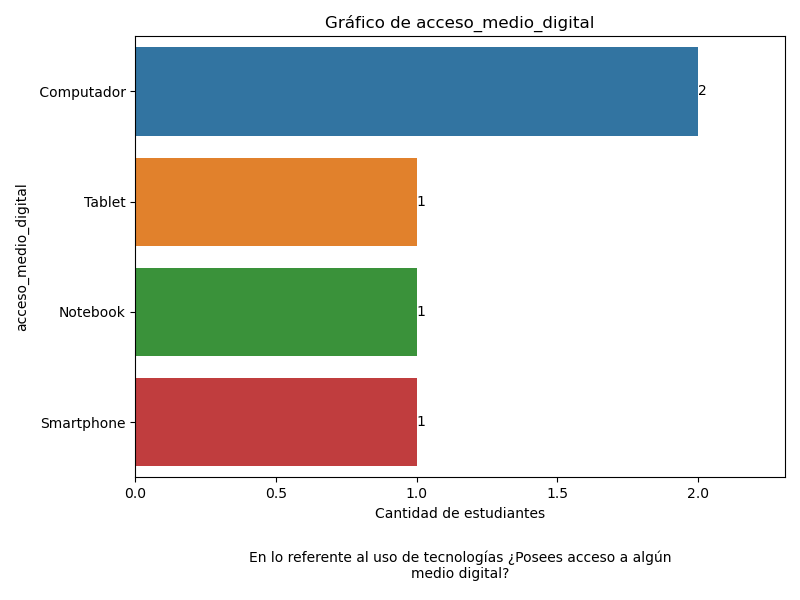 Gráfico de acceso_medio_digital
acceso_medio_digital
Computador
2
Tablet
1
Notebook
1
Smartphone
1
0.0
0.5
1.0
1.5
2.0
Cantidad de estudiantes
En lo referente al uso de tecnologías ¿Posees acceso a algún
medio digital?